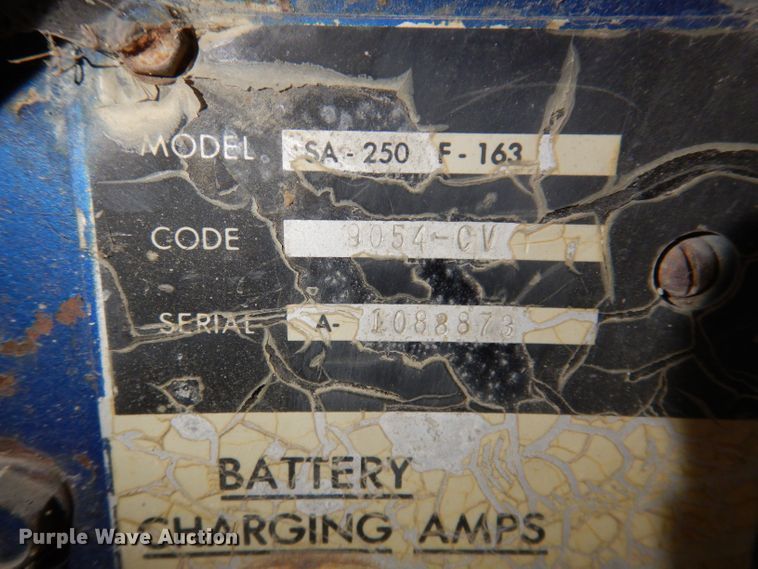 MODEL SA-250 F-163
CODE 9054-CV
SERIAL A- 1088873
BATTERY
CHARGING AMPS
Purple Wave Auction